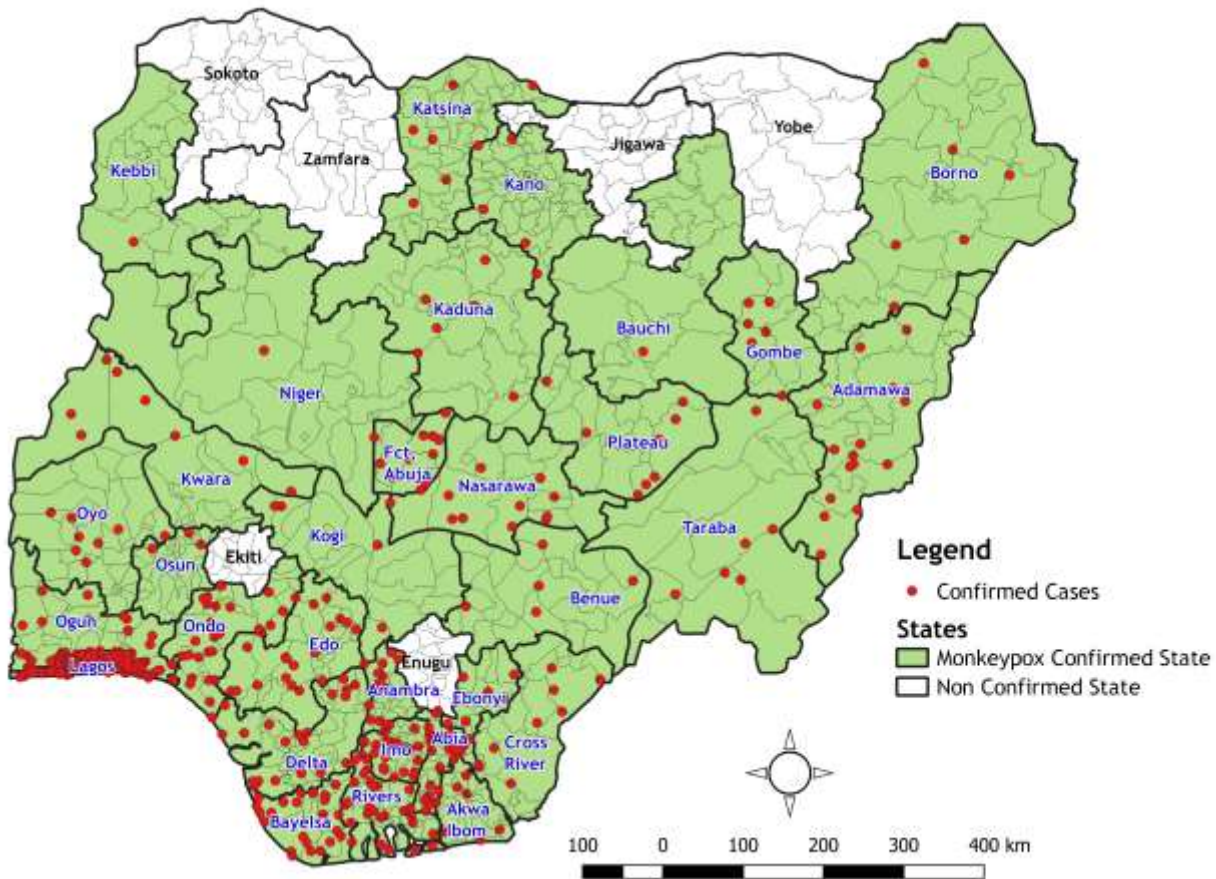 Sokoto
Katsina
Yobe
Zamfara
Jigawa
Kebbi
Kano
Borno
Kaduna
Bauchi
Gombe
Niger
Adamawa
Fct,
Abuja
Plateau
Kwara
Nasarawa
Oyo
Kogi
Taraba
Osun
Ekiti
Benue
Ogun
Ondo
Edo
Lagos
Enugu
Anambra
Ebonyi
Imo
Abia
Cross
River
Delta
Rivers
Bayelsa
Akwa
Ibom
Legend
Confirmed Cases
States
Monkeypox Confirmed State
Non Confirmed State
100 0 100 200 300 400 km